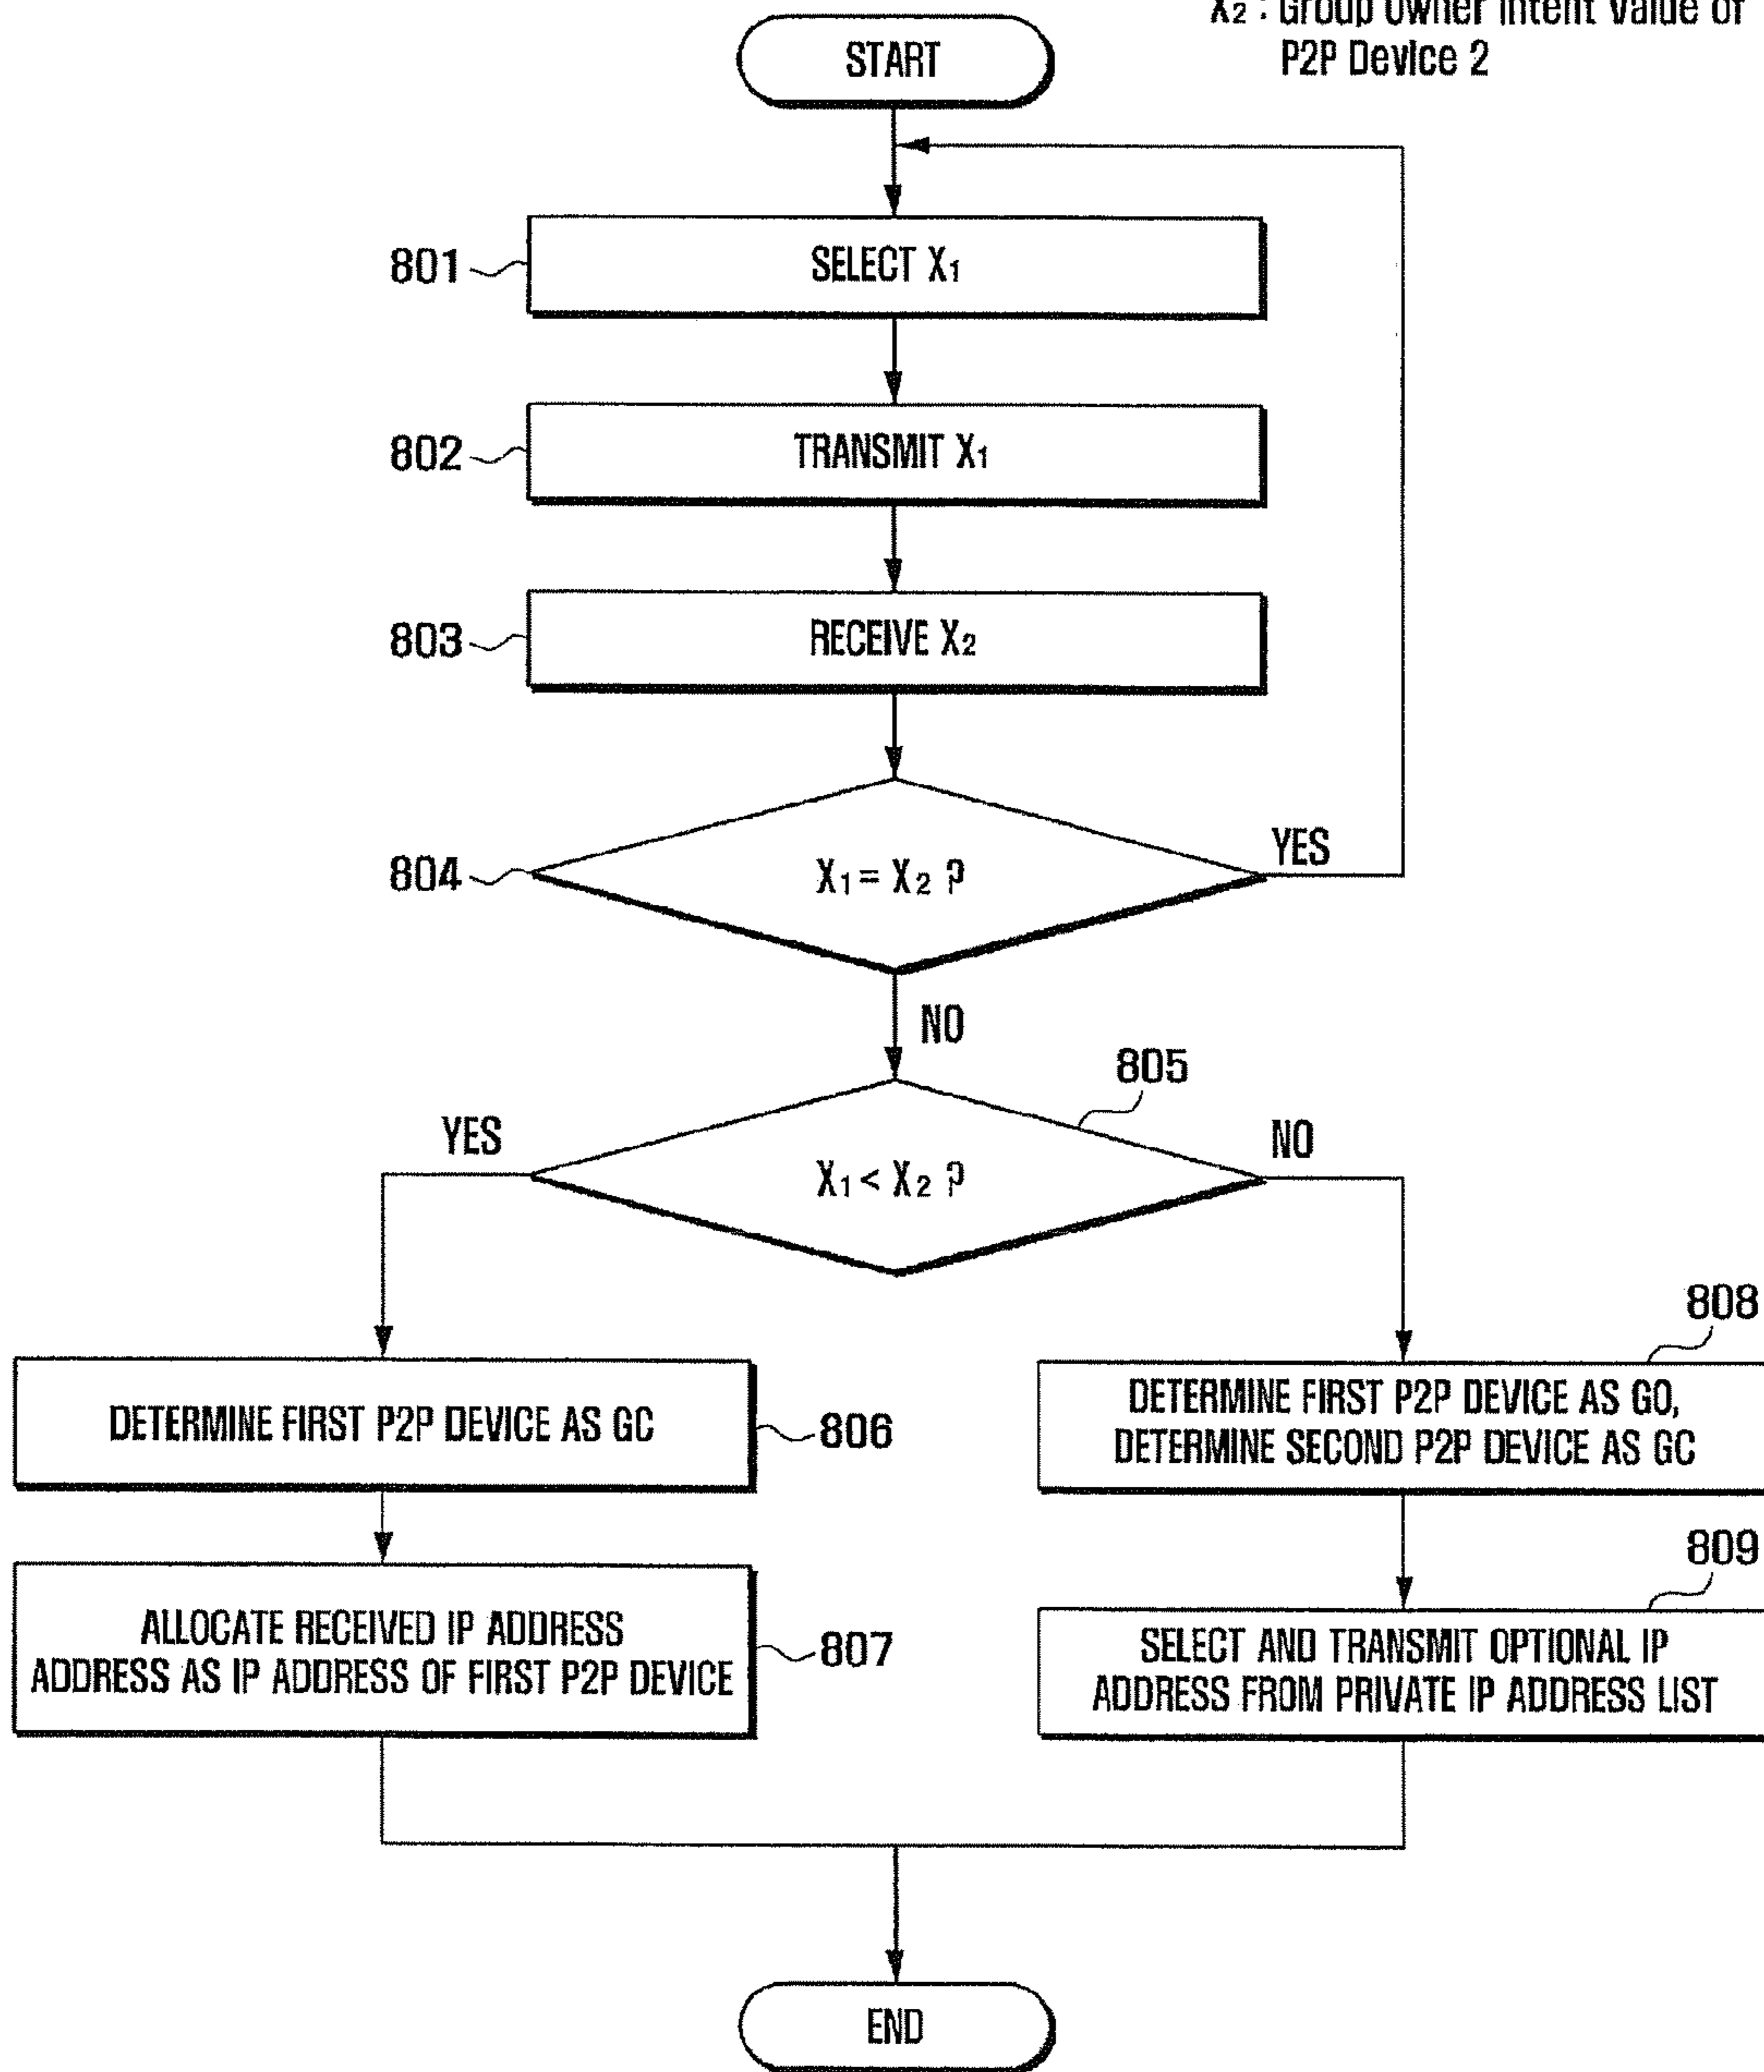 X2 : Group Owner Intent Value of
P2P Device 2
START
801
SELECT X1
802
TRANSMIT X1
803
RECEIVE X2
804
X1 = X2 ?
YES
NO
805
YES
X1 < X2 ?
NO
808
DETERMINE FIRST P2P DEVICE AS GC
806
DETERMINE FIRST P2P DEVICE AS GO,
DETERMINE SECOND P2P DEVICE AS GC
809
ALLOCATE RECEIVED IP ADDRESS
ADDRESS AS IP ADDRESS OF FIRST P2P DEVICE
807
SELECT AND TRANSMIT OPTIONAL IP
ADDRESS FROM PRIVATE IP ADDRESS LIST
END